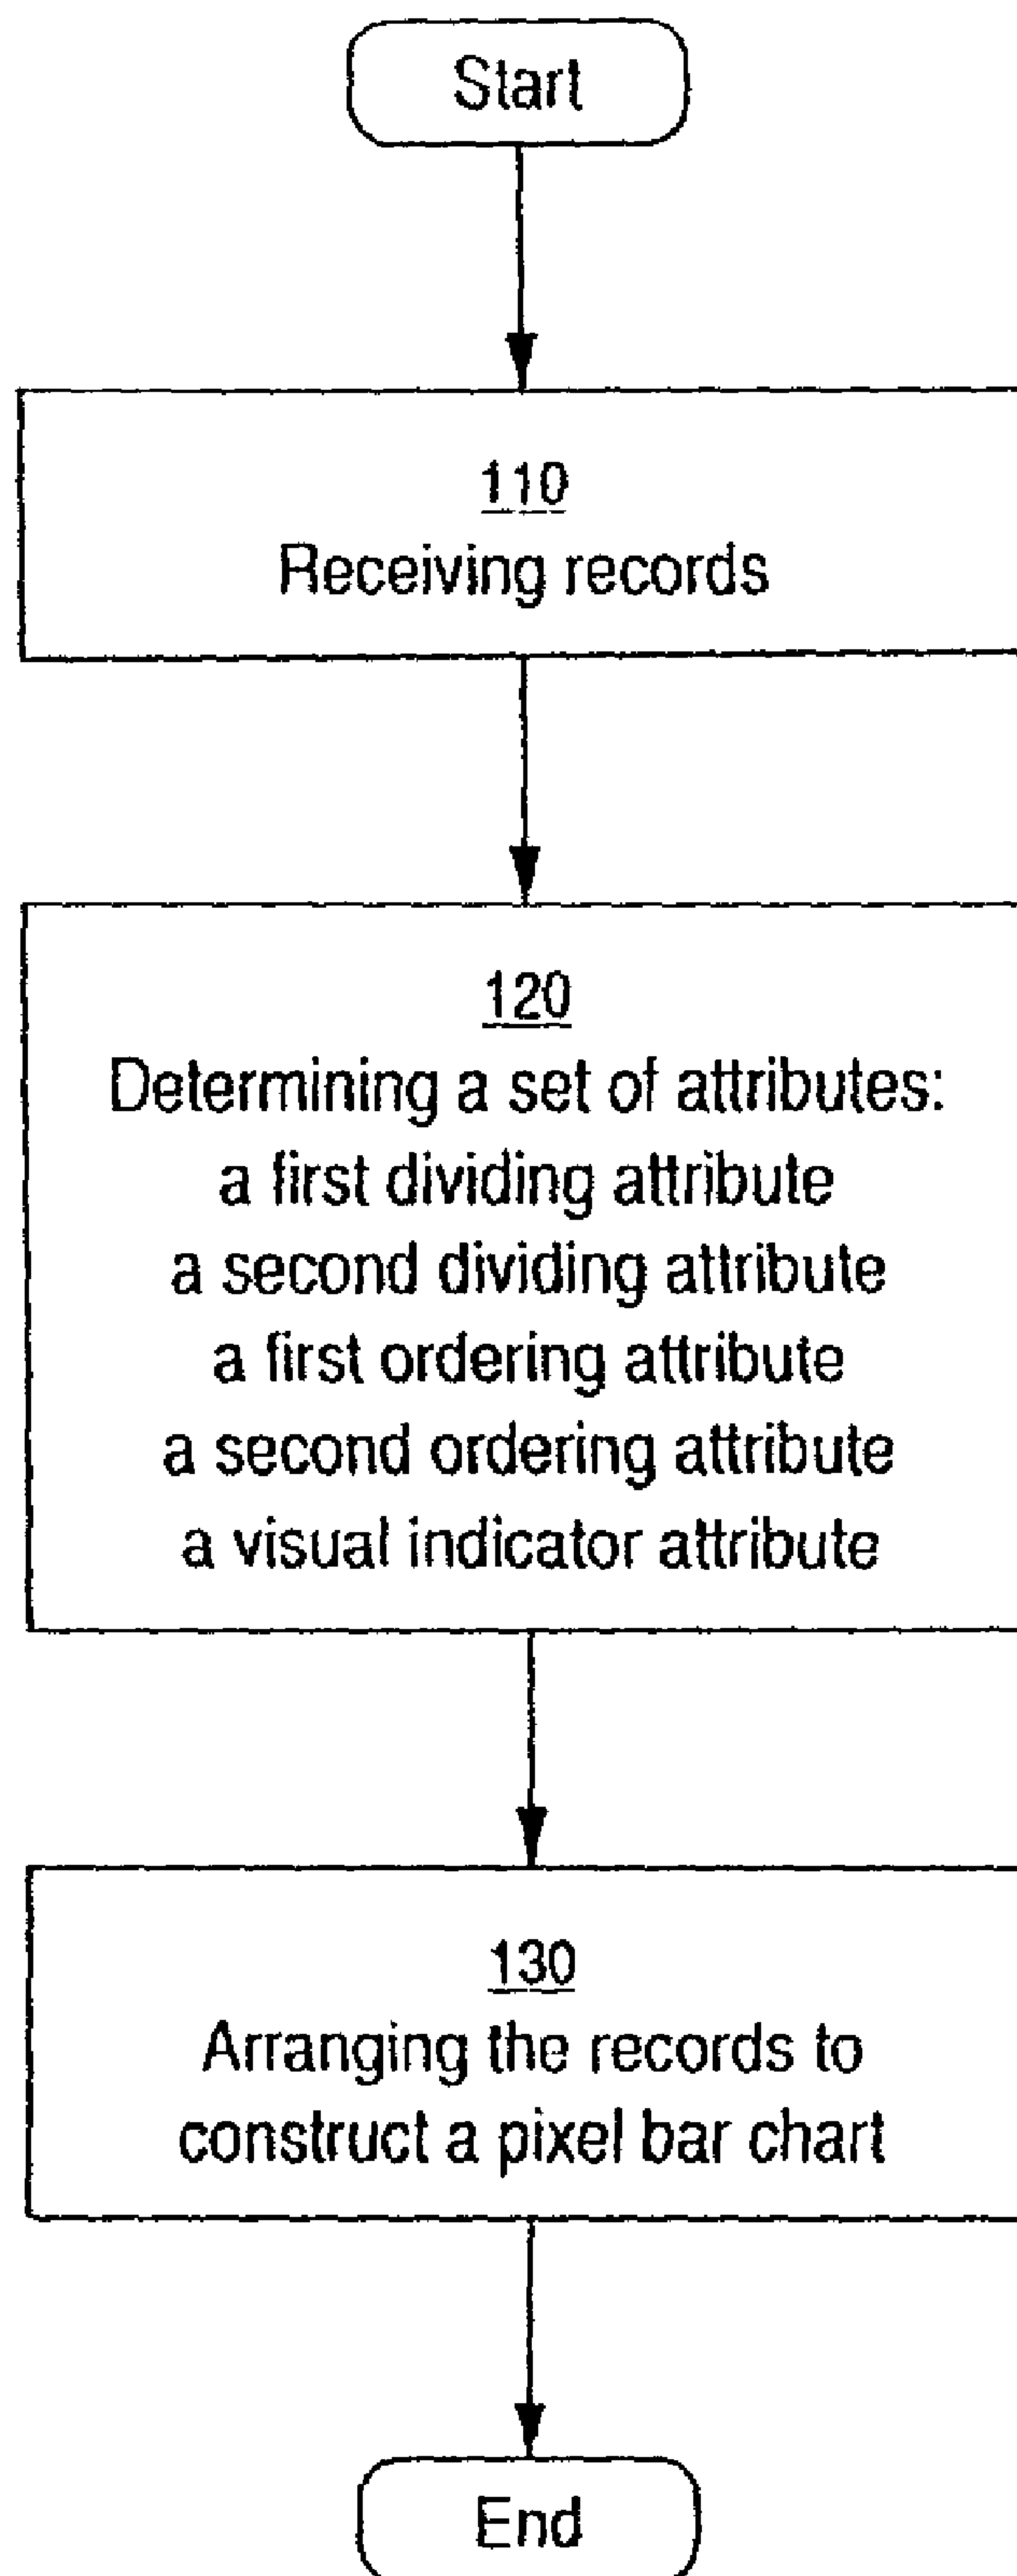 Start
110
Receiving records
120
Determining a set of attributes:
a first dividing attribute
a second dividing attribute
a first ordering attribute
a second ordering attribute
a visual indicator attribute
130
Arranging the records to
construct a pixel bar chart
End